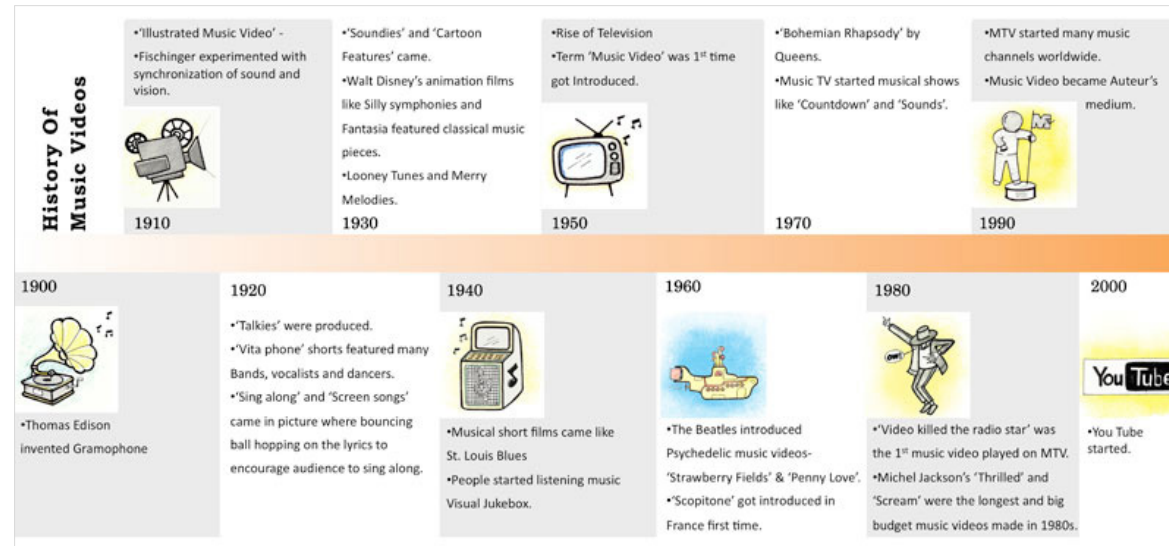 History Of
Music Videos
•'Illustrated Music Video' -
•Fischinger experimented with
synchronization of sound and
vision.
1910
•'Soundies' and 'Cartoon
Features' came.
•Walt Disney's animation films
like Silly symphonies and
Fantasia featured classical music
pieces.
•Looney Tunes and Merry
Melodies.
1930
•Rise of Television
•Term 'Music Video' was 1st time
got Introduced.
1950
•'Bohemian Rhapsody' by
Queens.
•Music TV started musical shows
like 'Countdown' and 'Sounds'.
1970
•MTV started many music
channels worldwide.
•Music Video became Auteur's
medium.
M
1990
1900
•Thomas Edison
invented Gramophone
1920
•'Talkies' were produced.
•'Vita phone' shorts featured many
Bands, vocalists and dancers.
•'Sing along' and 'Screen songs'
came in picture where bouncing
ball hopping on the lyrics to
encourage audience to sing along.
1940
•Musical short films came like
St. Louis Blues
•People started listening music
Visual Jukebox.
1960
•The Beatles introduced
Psychedelic music videos-
'Strawberry Fields' & 'Penny Love'.
•'Scopitone' got introduced in
France first time.
1980
OW!
•'Video killed the radio star' was
the 1st music video played on MTV.
•Michel Jackson's 'Thrilled' and
'Scream' were the longest and big
budget music videos made in 1980s.
2000
You Tube
•You Tube
started.